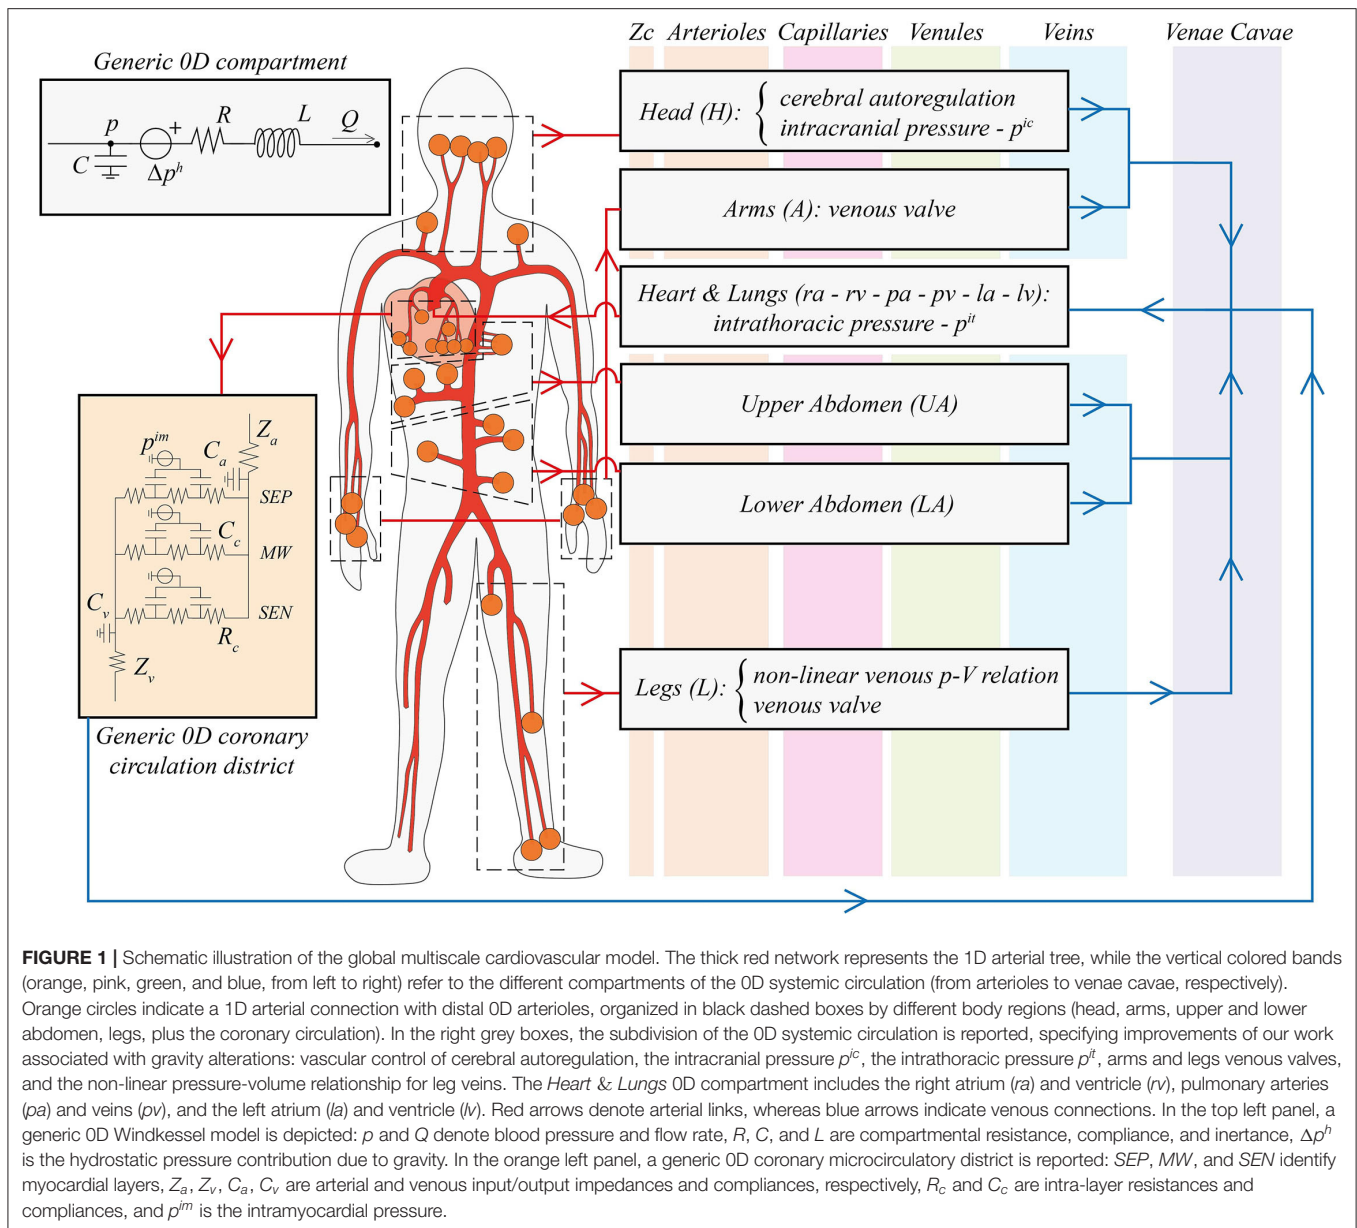 Zc Arterioles Capillaries Venules Veins Venae Cavae
Generic 0D compartment
p + R L Q
C Δp^h
Head (H): { cerebral autoregulation
intracranial pressure - p^ic
Arms (A): venous valve
Heart & Lungs (ra - rv - pa - pv - la - lv):
intrathoracic pressure - p^it
Upper Abdomen (UA)
Lower Abdomen (LA)
Legs (L): { non-linear venous p-V relation
venous valve
Z_a
p^im C_a
SEP
C_c
MW
C_v SEN
R_c
Z_v
Generic 0D coronary
circulation district
FIGURE 1 | Schematic illustration of the global multiscale cardiovascular model. The thick red network represents the 1D arterial tree, while the vertical colored bands
(orange, pink, green, and blue, from left to right) refer to the different compartments of the 0D systemic circulation (from arterioles to venae cavae, respectively).
Orange circles indicate a 1D arterial connection with distal 0D arterioles, organized in black dashed boxes by different body regions (head, arms, upper and lower
abdomen, legs, plus the coronary circulation). In the right grey boxes, the subdivision of the 0D systemic circulation is reported, specifying improvements of our work
associated with gravity alterations: vascular control of cerebral autoregulation, the intracranial pressure p^ic, the intrathoracic pressure p^it, arms and legs venous valves,
and the non-linear pressure-volume relationship for leg veins. The Heart & Lungs 0D compartment includes the right atrium (ra) and ventricle (rv), pulmonary arteries
(pa) and veins (pv), and the left atrium (la) and ventricle (lv). Red arrows denote arterial links, whereas blue arrows indicate venous connections. In the top left panel, a
generic 0D Windkessel model is depicted: p and Q denote blood pressure and flow rate, R, C, and L are compartmental resistance, compliance, and inertance, Δp^h
is the hydrostatic pressure contribution due to gravity. In the orange left panel, a generic 0D coronary microcirculatory district is reported: SEP, MW, and SEN identify
myocardial layers, Z_a, Z_v, C_a, C_v are arterial and venous input/output impedances and compliances, respectively, R_c and C_c are intra-layer resistances and
compliances, and p^im is the intramyocardial pressure.